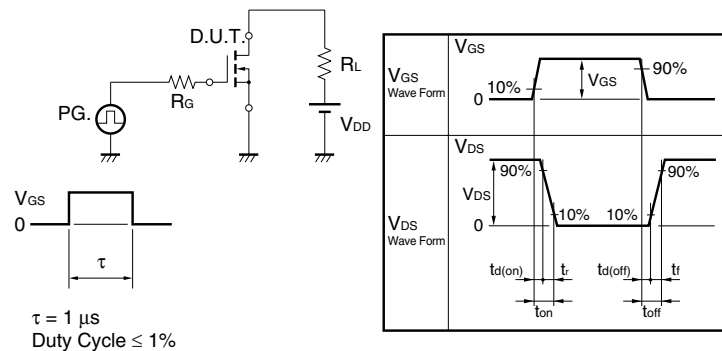 D.U.T.
RL
RG
PG.
VDD
VGS
0
τ
τ = 1 μs
Duty Cycle ≤ 1%
VGS
Wave Form
VGS
10%
VGS
90%
0
VDS
Wave Form
VDS
90%
VDS
90%
10%
10%
0
td(on)
tr
td(off)
tf
ton
toff